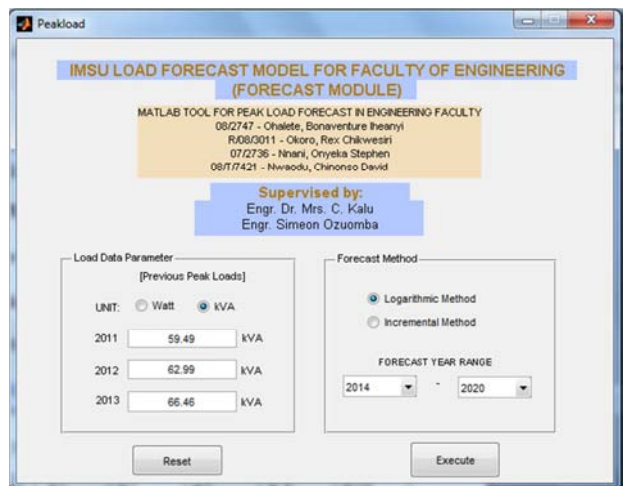 Peakload
IMSU LOAD FORECAST MODEL FOR FACULTY OF ENGINEERING
(FORECAST MODULE)
MATLAB TOOL FOR PEAK LOAD FORECAST IN ENGINEERING FACULTY
08/2747 - Ohalete, Bonaventure Iheanyi
R/08/3011 - Okoro, Rex Chikwesiri
07/2736 - Nnani, Onyeka Stephen
08/T/7421 - Nwaodu, Chinonso David
Supervised by:
Engr. Dr. Mrs. C. Kalu
Engr. Simeon Ozuomba
Load Data Parameter
[Previous Peak Loads]
UNIT: Watt kVA
2011 59.49 kVA
2012 62.99 kVA
2013 66.46 kVA
Reset
Forecast Method
Logarithmic Method
Incremental Method
FORECAST YEAR RANGE
2014 - 2020
Execute